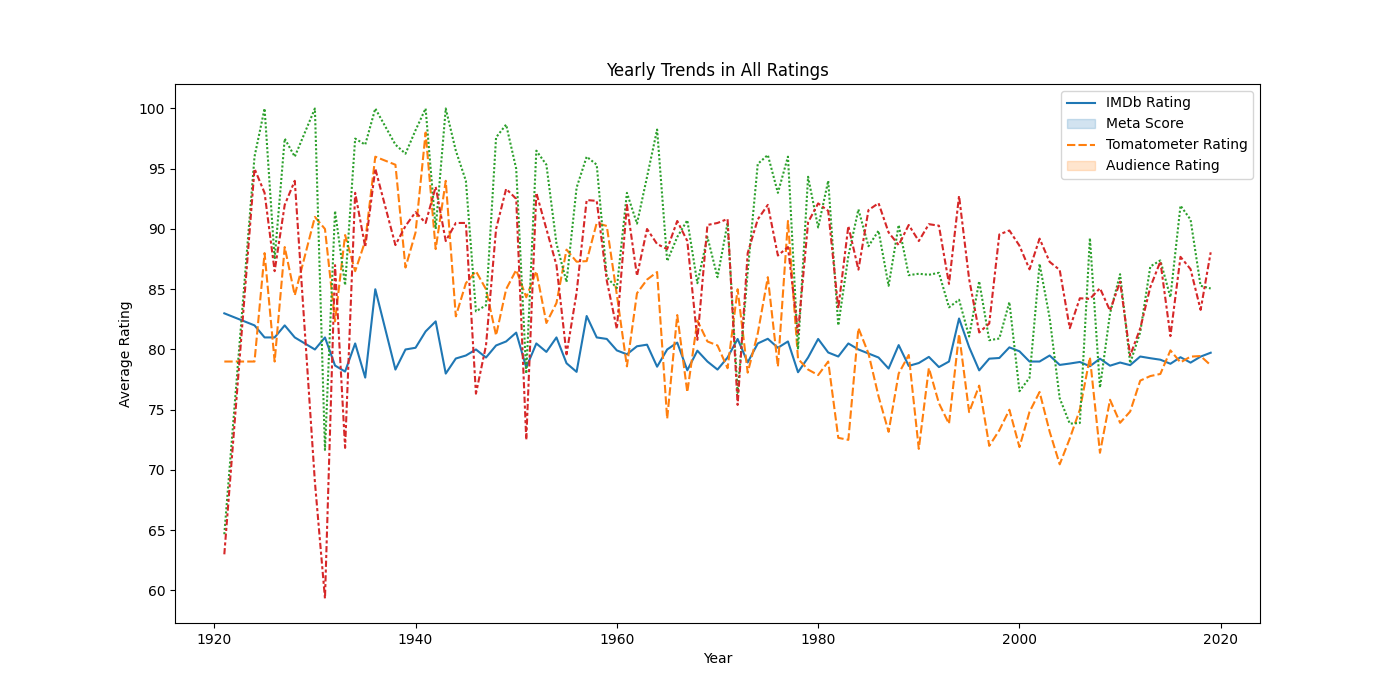 Yearly Trends in All Ratings
IMDb Rating
Meta Score
Tomatometer Rating
Audience Rating
Average Rating
100
95
90
85
80
75
70
65
60
1920
1940
1960
1980
2000
2020
Year